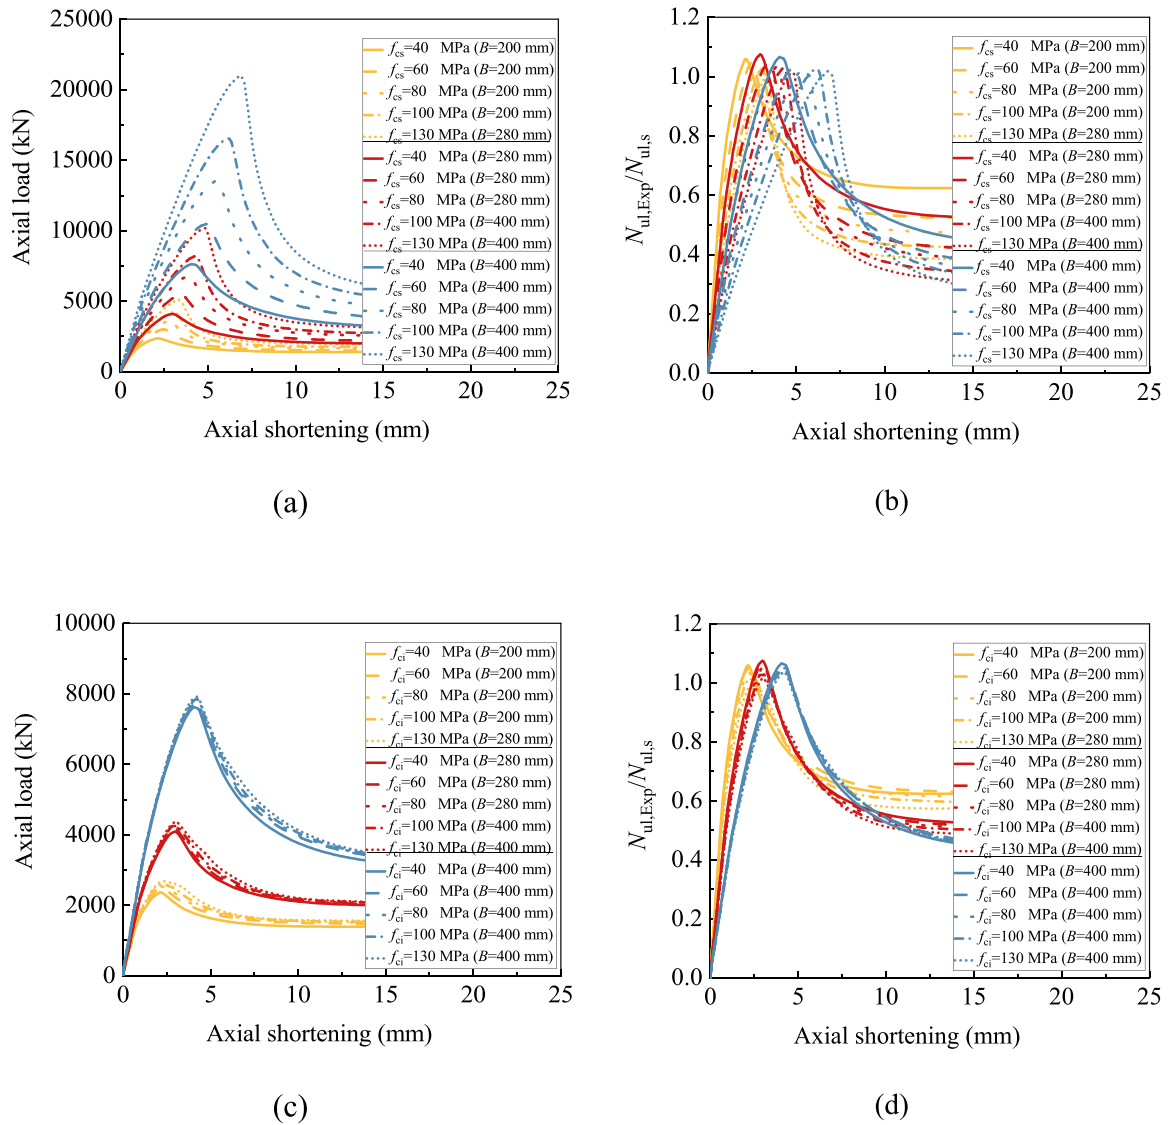 25000
20000
15000
10000
5000
0
0 5 10 15 20 25
Axial load (kN)
Axial shortening (mm)
fcs=40 MPa (B=200 mm)
fcs=60 MPa (B=200 mm)
fcs=80 MPa (B=200 mm)
fcs=100 MPa (B=200 mm)
fcs=130 MPa (B=280 mm)
fcs=40 MPa (B=280 mm)
fcs=60 MPa (B=280 mm)
fcs=80 MPa (B=280 mm)
fcs=100 MPa (B=400 mm)
fcs=130 MPa (B=400 mm)
fcs=40 MPa (B=400 mm)
fcs=60 MPa (B=400 mm)
fcs=80 MPa (B=400 mm)
fcs=100 MPa (B=400 mm)
fcs=130 MPa (B=400 mm)
(a)
1.2
1.0
0.8
0.6
0.4
0.2
0.0
0 5 10 15 20 25
Nul,Exp/Nul,s
Axial shortening (mm)
fcs=40 MPa (B=200 mm)
fcs=60 MPa (B=200 mm)
fcs=80 MPa (B=200 mm)
fcs=100 MPa (B=200 mm)
fcs=130 MPa (B=280 mm)
fcs=40 MPa (B=280 mm)
fcs=60 MPa (B=280 mm)
fcs=80 MPa (B=280 mm)
fcs=100 MPa (B=400 mm)
fcs=130 MPa (B=400 mm)
fcs=40 MPa (B=400 mm)
fcs=60 MPa (B=400 mm)
fcs=80 MPa (B=400 mm)
fcs=100 MPa (B=400 mm)
fcs=130 MPa (B=400 mm)
(b)
10000
8000
6000
4000
2000
0
0 5 10 15 20 25
Axial load (kN)
Axial shortening (mm)
fci=40 MPa (B=200 mm)
fci=60 MPa (B=200 mm)
fci=80 MPa (B=200 mm)
fci=100 MPa (B=200 mm)
fci=130 MPa (B=280 mm)
fci=40 MPa (B=280 mm)
fci=60 MPa (B=280 mm)
fci=80 MPa (B=280 mm)
fci=100 MPa (B=400 mm)
fci=130 MPa (B=400 mm)
fci=40 MPa (B=400 mm)
fci=60 MPa (B=400 mm)
fci=80 MPa (B=400 mm)
fci=100 MPa (B=400 mm)
fci=130 MPa (B=400 mm)
(c)
1.2
1.0
0.8
0.6
0.4
0.2
0.0
0 5 10 15 20 25
Nul,Exp/Nul,s
Axial shortening (mm)
fci=40 MPa (B=200 mm)
fci=60 MPa (B=200 mm)
fci=80 MPa (B=200 mm)
fci=100 MPa (B=200 mm)
fci=130 MPa (B=280 mm)
fci=40 MPa (B=280 mm)
fci=60 MPa (B=280 mm)
fci=80 MPa (B=280 mm)
fci=100 MPa (B=400 mm)
fci=130 MPa (B=400 mm)
fci=40 MPa (B=400 mm)
fci=60 MPa (B=400 mm)
fci=80 MPa (B=400 mm)
fci=100 MPa (B=400 mm)
fci=130 MPa (B=400 mm)
(d)